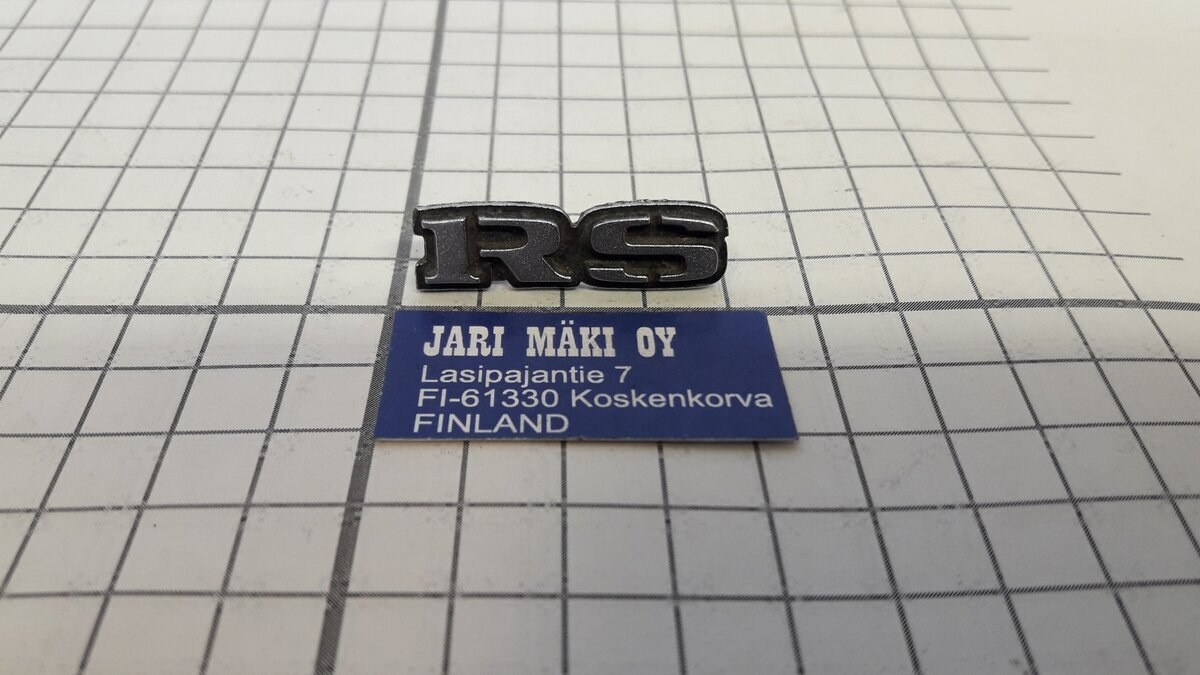 RS
JARI MÄKI OY
Lasipajantie 7
FI-61330 Koskenkorva
FINLAND